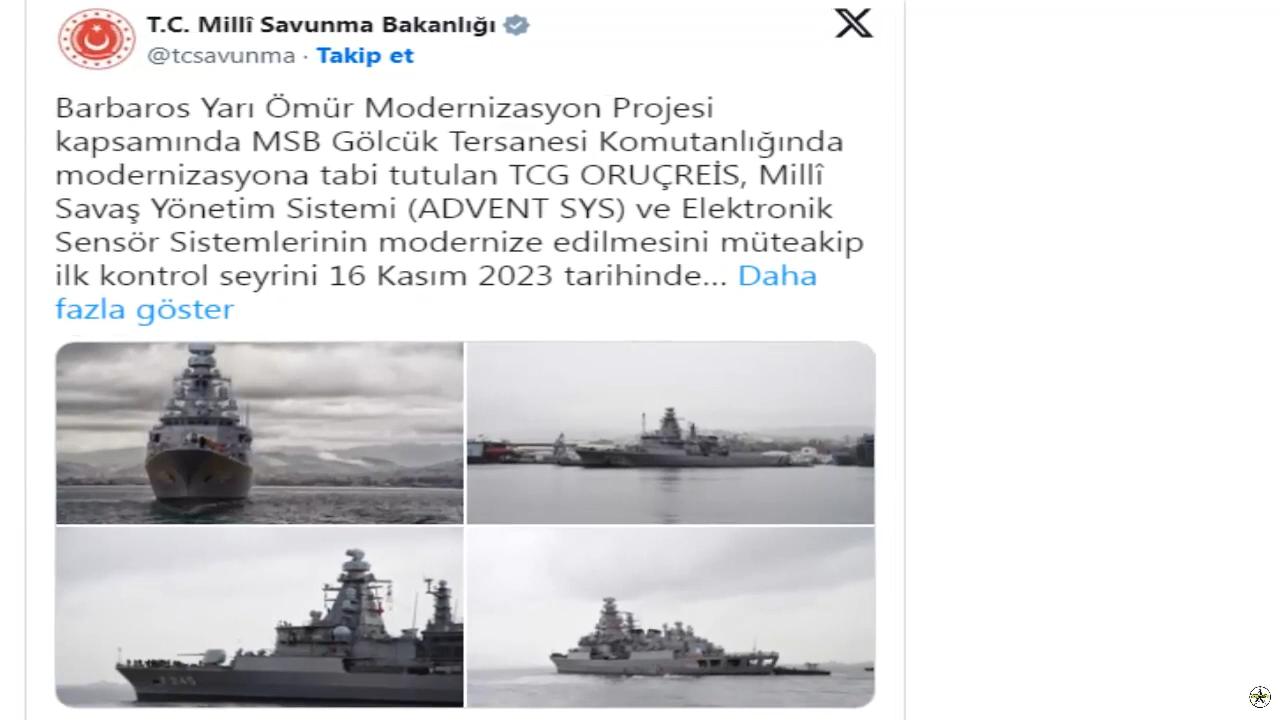 T.C. Millî Savunma Bakanlığı
@tcsavunma · Takip et
Barbaros Yarı Ömür Modernizasyon Projesi
kapsamında MSB Gölcük Tersanesi Komutanlığında
modernizasyona tabi tutulan TCG ORUÇREİS, Millî
Savaş Yönetim Sistemi (ADVENT SYS) ve Elektronik
Sensör Sistemlerinin modernize edilmesini müteakip
ilk kontrol seyrini 16 Kasım 2023 tarihinde... Daha
fazla göster
F 245